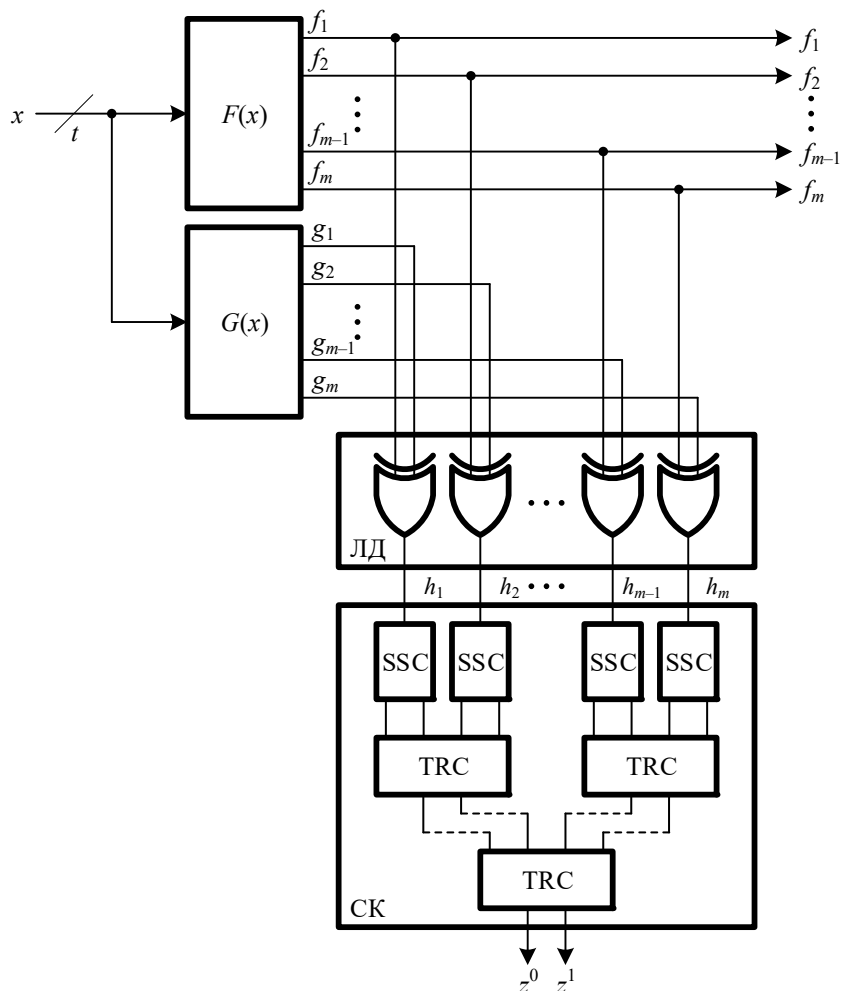 f1
f1
f2
f2
x
t
F(x)
fm–1
fm–1
fm
fm
g1
g2
G(x)
gm–1
gm
ЛД
h1
h2
hm–1
hm
SSC
SSC
SSC
SSC
TRC
TRC
TRC
СК
z0
z1